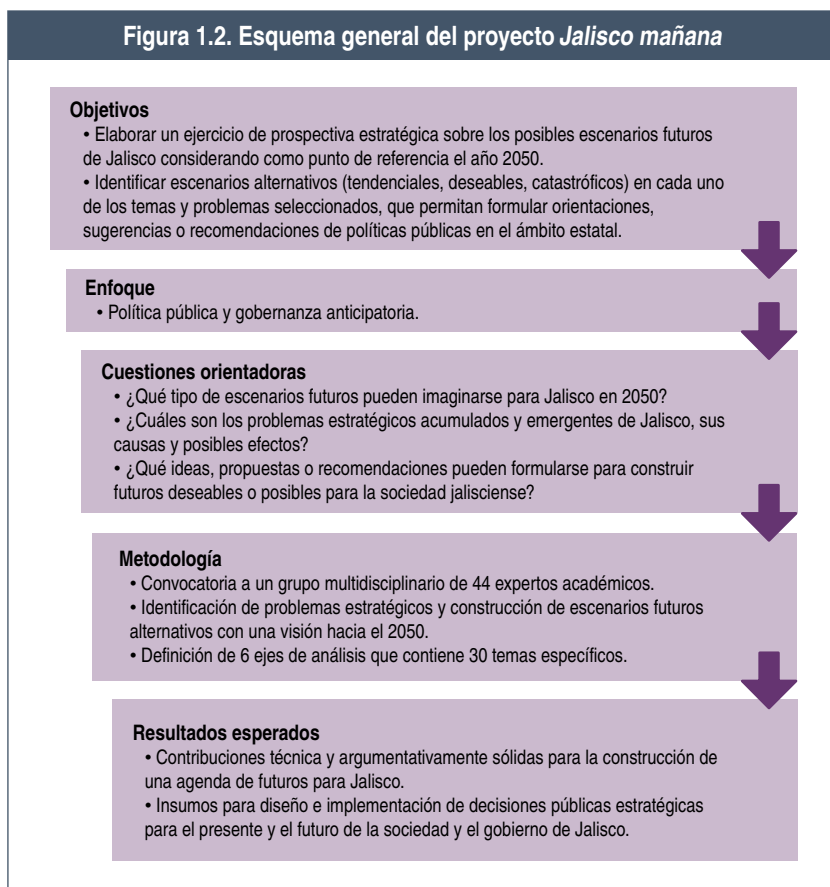 Figura 1.2. Esquema general del proyecto Jalisco mañana
Objetivos
• Elaborar un ejercicio de prospectiva estratégica sobre los posibles escenarios futuros
de Jalisco considerando como punto de referencia el año 2050.
• Identificar escenarios alternativos (tendenciales, deseables, catastróficos) en cada uno
de los temas y problemas seleccionados, que permitan formular orientaciones,
sugerencias o recomendaciones de políticas públicas en el ámbito estatal.
Enfoque
• Política pública y gobernanza anticipatoria.
Cuestiones orientadoras
• ¿Qué tipo de escenarios futuros pueden imaginarse para Jalisco en 2050?
• ¿Cuáles son los problemas estratégicos acumulados y emergentes de Jalisco, sus
causas y posibles efectos?
• ¿Qué ideas, propuestas o recomendaciones pueden formularse para construir
futuros deseables o posibles para la sociedad jalisciense?
Metodología
• Convocatoria a un grupo multidisciplinario de 44 expertos académicos.
• Identificación de problemas estratégicos y construcción de escenarios futuros
alternativos con una visión hacia el 2050.
• Definición de 6 ejes de análisis que contiene 30 temas específicos.
Resultados esperados
• Contribuciones técnica y argumentativamente sólidas para la construcción de
una agenda de futuros para Jalisco.
• Insumos para diseño e implementación de decisiones públicas estratégicas
para el presente y el futuro de la sociedad y el gobierno de Jalisco.